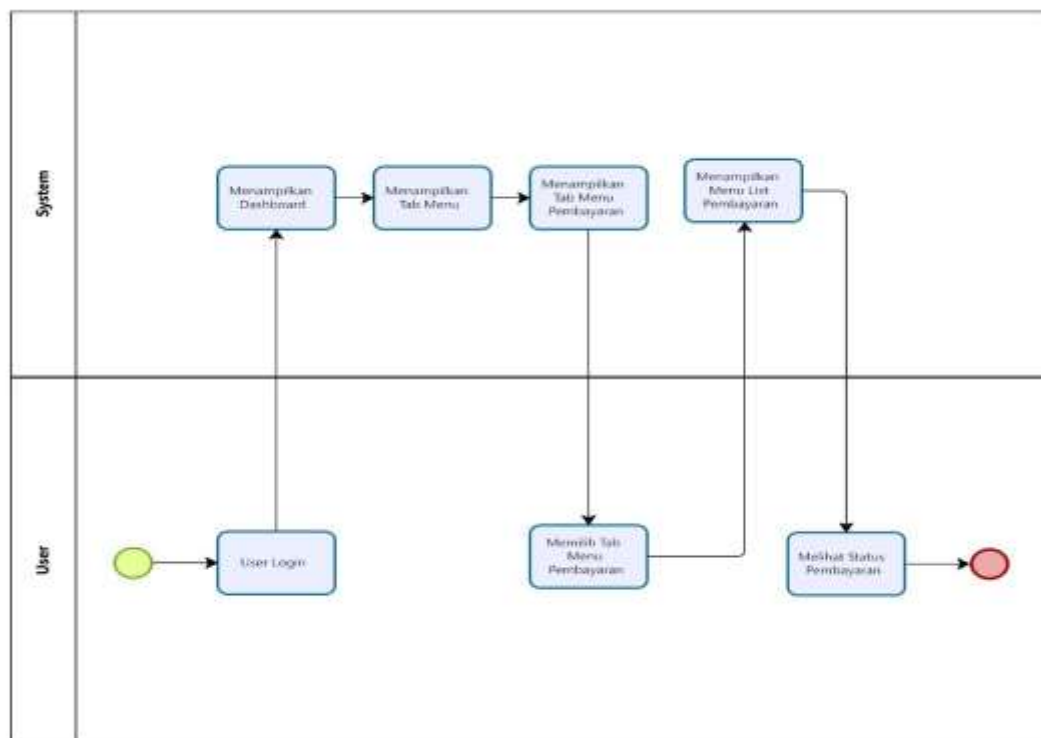 System
Menampilkan
Dashboard
Menampilkan
Tab Menu
Menampilkan
Tab Menu
Pembayaran
Menampilkan
Menu List
Pembayaran
User
User Login
Memilih Tab
Menu
Pembayaran
Melihat Status
Pembayaran